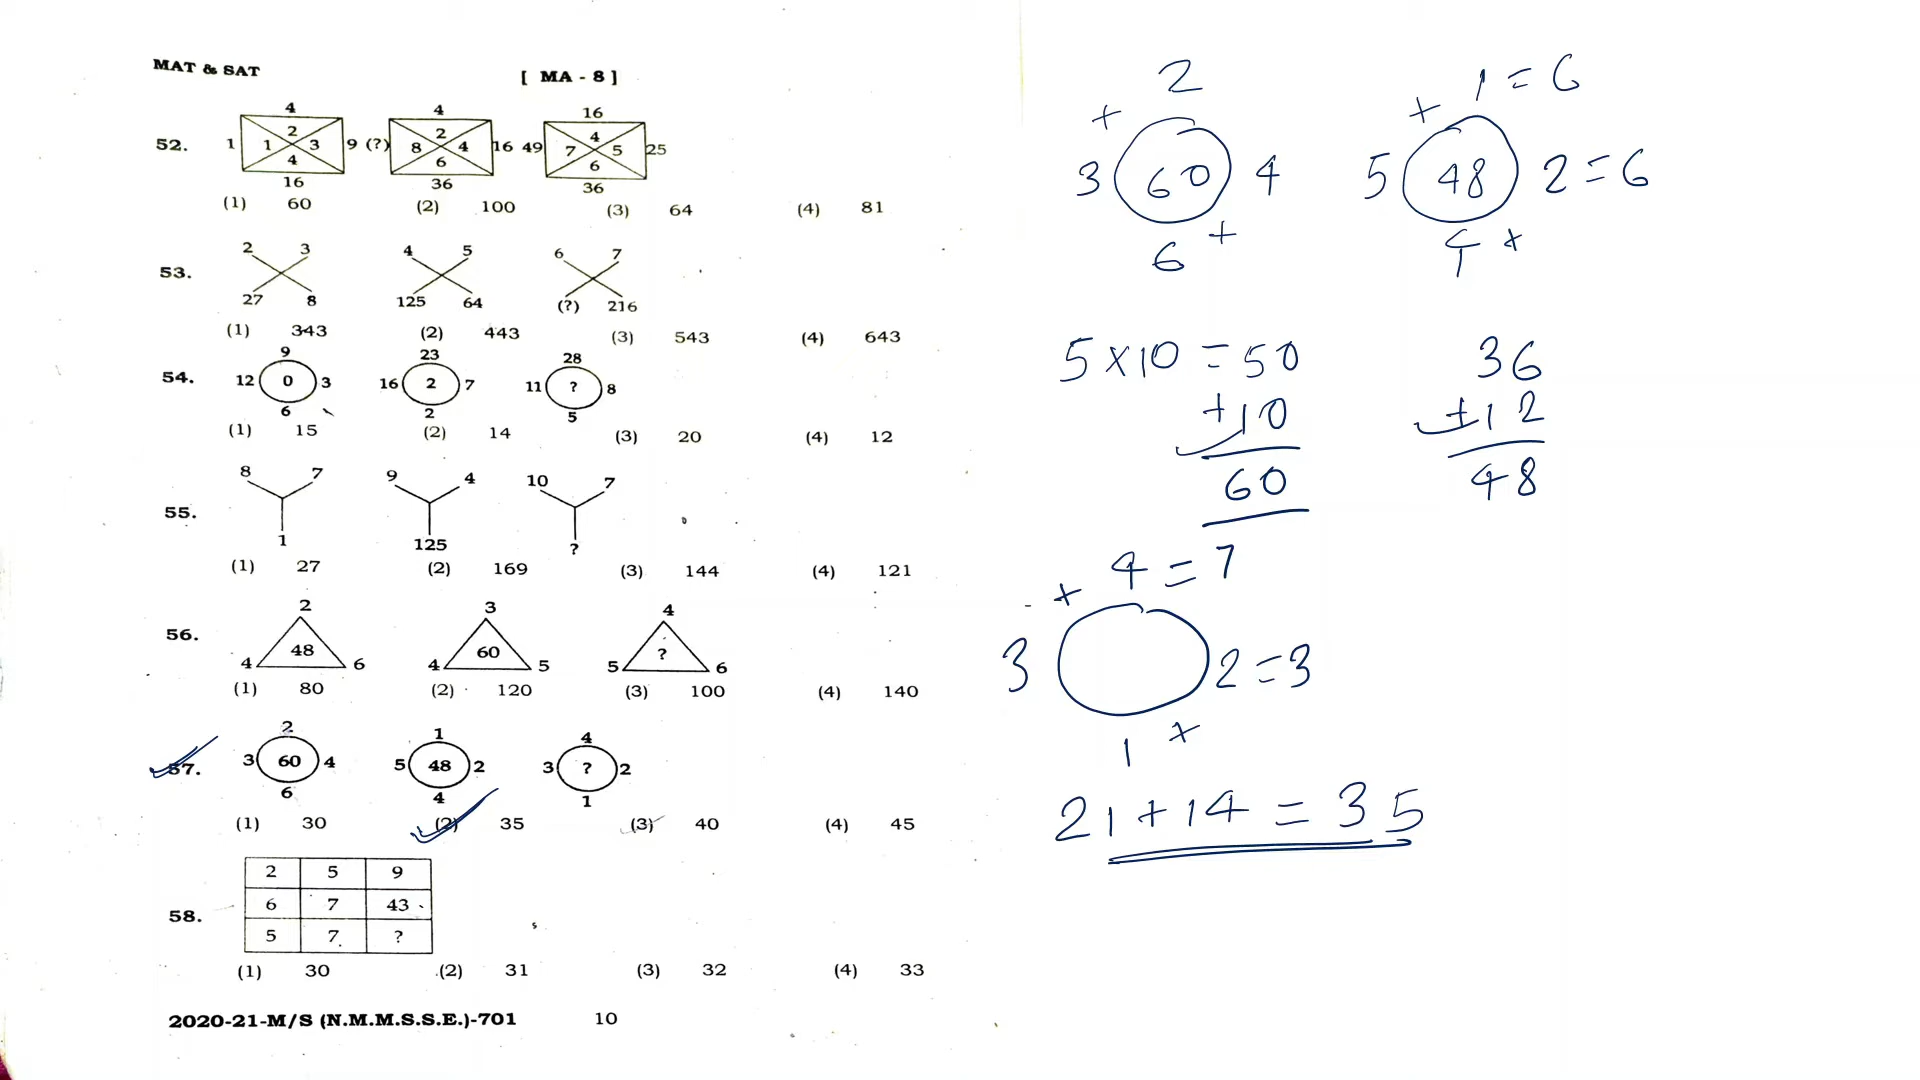 MAT & SAT [ MA - 8 ]
52.
4
1 2 1 3 4 9
16
4
(?) 2 8 4 6 16
36
16
49 4 7 5 6 25
36
(1) 60 (2) 100 (3) 64 (4) 81
53.
2 3 4 5 6 7
27 8 125 64 (?) 216
(1) 343 (2) 443 (3) 543 (4) 643
54.
9 23 28
12 0 3 16 2 7 11 ? 8
6 2 5
(1) 15 (2) 14 (3) 20 (4) 12
55.
8 7 9 4 10 7
1 125 ?
(1) 27 (2) 169 (3) 144 (4) 121
56.
2 3 4
48 60 ?
4 6 4 5 5 6
(1) 80 (2) 120 (3) 100 (4) 140
57.
2 1 4
3 60 4 5 48 2 3 ? 2
6 4 1
(1) 30 (2) 35 (3) 40 (4) 45
58.
2 5 9
6 7 43
5 7 ?
(1) 30 (2) 31 (3) 32 (4) 33
2020-21-M/S (N.M.M.S.S.E.)-701 10
+ 2
3 60 4
6 +
+ 1 = 6
5 48 2 = 6
4 +
5 × 10 = 50
+10
60
36
+12
48
+ 4 = 7
3 2 = 3
1 +
21 + 14 = 35